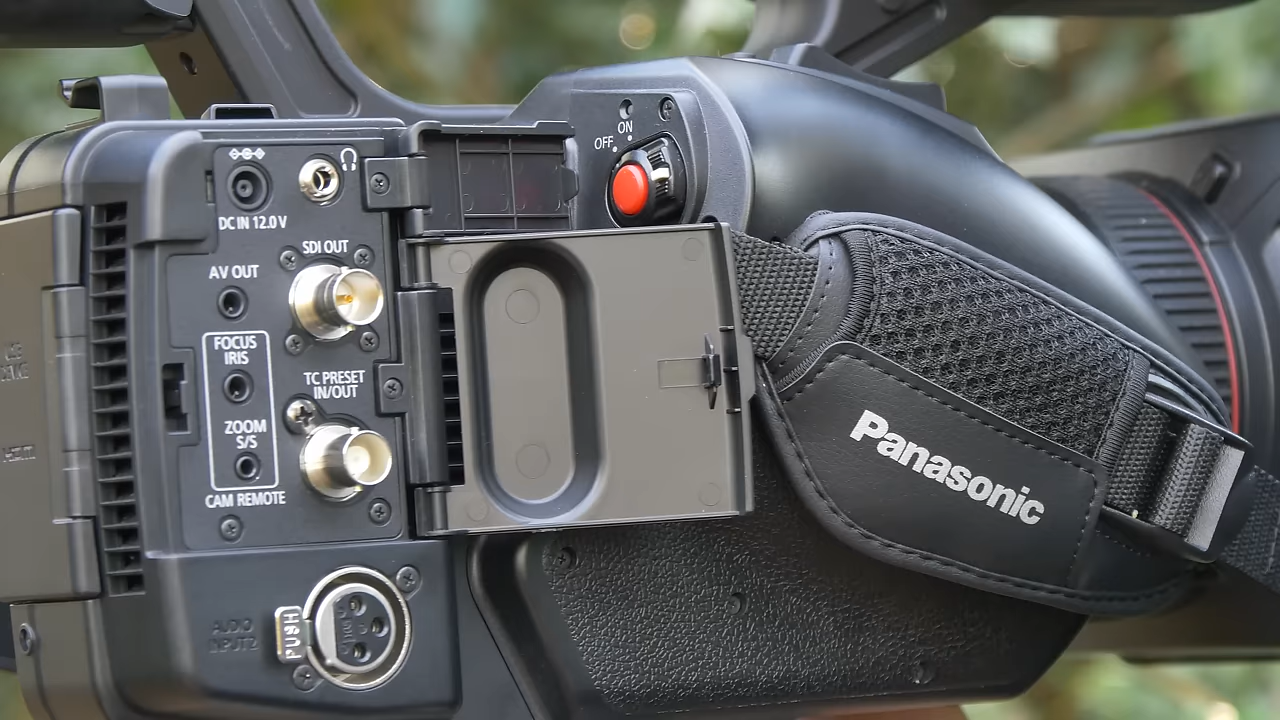 ON
OFF
DC IN 12.0 V
SDI OUT
AV OUT
FOCUS
IRIS
TC PRESET
IN/OUT
ZOOM
S/S
CAM REMOTE
Panasonic
AUDIO
INPUT2
PUSH
HDMI